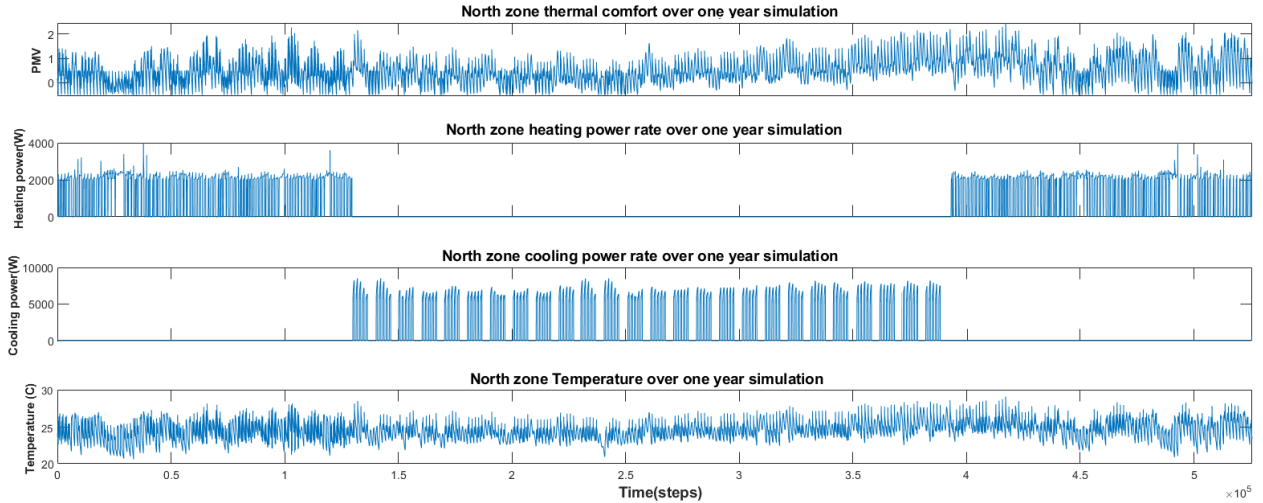 North zone thermal comfort over one year simulation
PMV
2
1
0
North zone heating power rate over one year simulation
Heating power(W)
4000
2000
0
North zone cooling power rate over one year simulation
Cooling power(W)
10000
5000
0
North zone Temperature over one year simulation
Temperature (C)
30
25
20
0 0.5 1 1.5 2 2.5 3 3.5 4 4.5 5
Time(steps)
×10^5